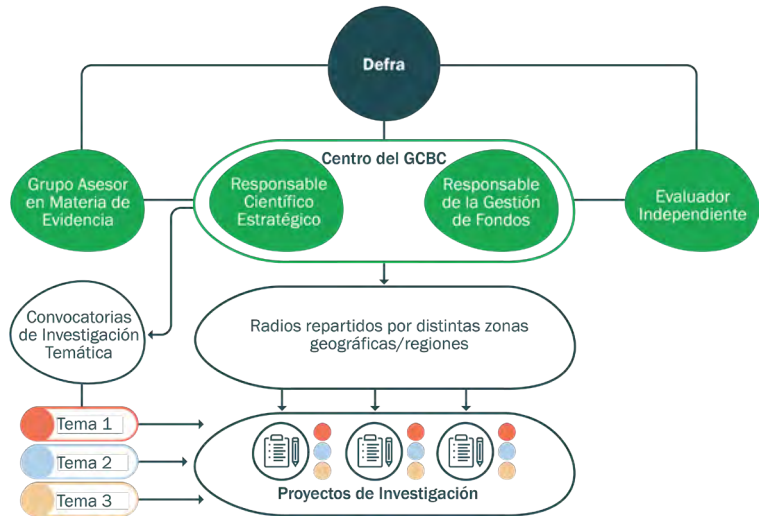 Defra
Centro del GCBC
Grupo Asesor
en Materia de
Evidencia
Responsable
Científico
Estratégico
Responsable
de la Gestión
de Fondos
Evaluador
Independiente
Convocatorias
de Investigación
Temática
Radios repartidos por distintas zonas
geográficas/regiones
Tema 1
Tema 2
Tema 3
Proyectos de Investigación